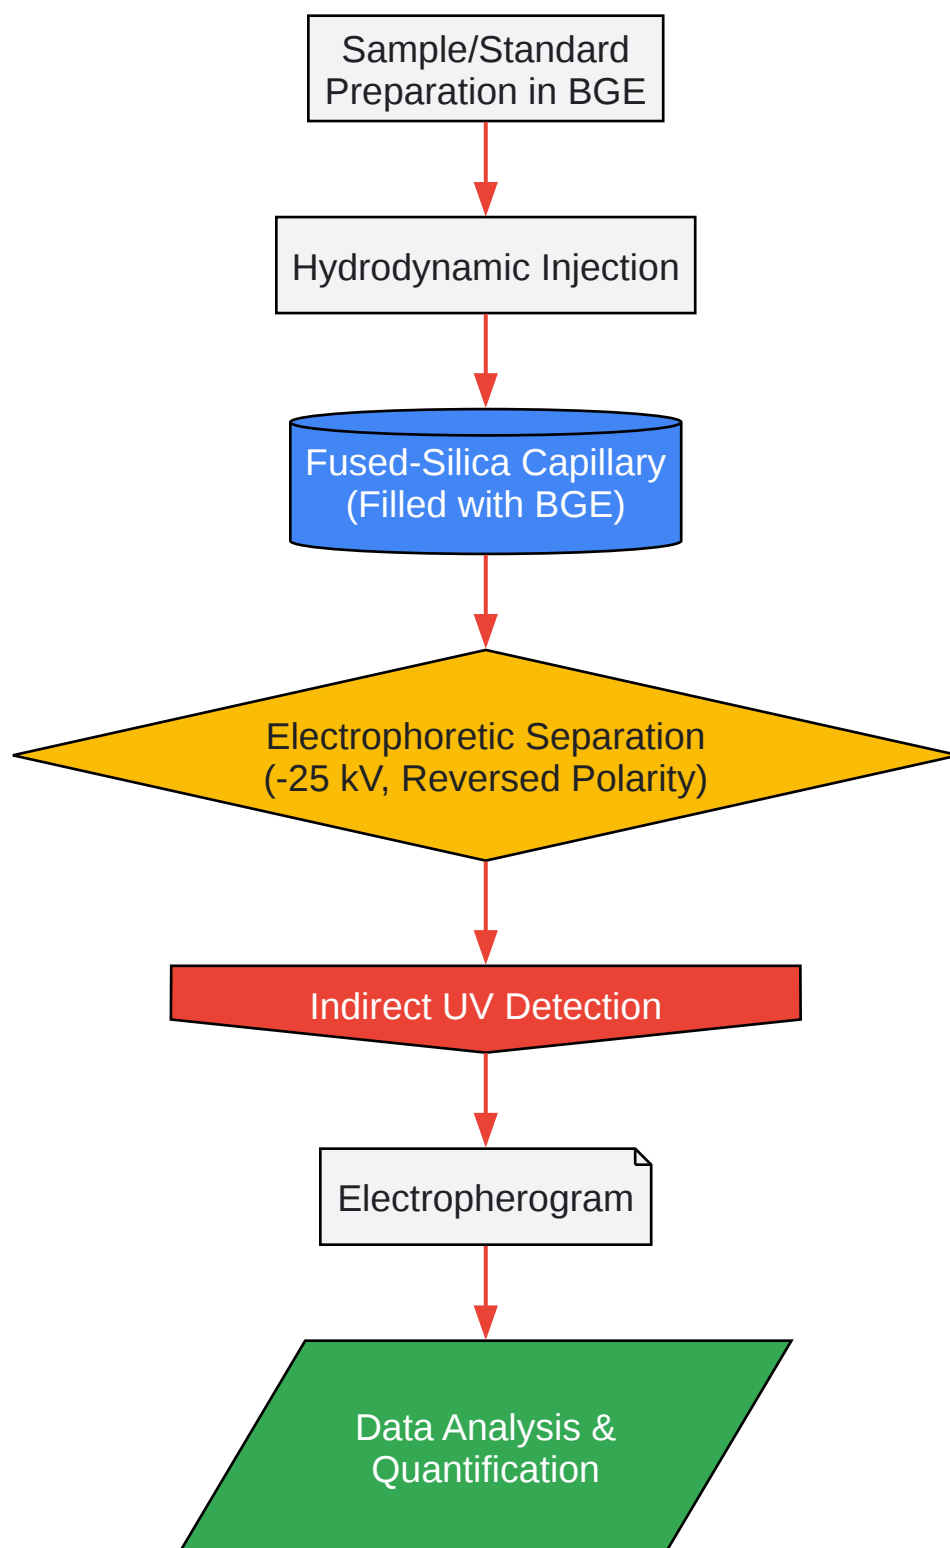 Sample/Standard
Preparation in BGE
Hydrodynamic Injection
Fused-Silica Capillary
(Filled with BGE)
Electrophoretic Separation
(-25 kV, Reversed Polarity)
Indirect UV Detection
Electropherogram
Data Analysis &
Quantification